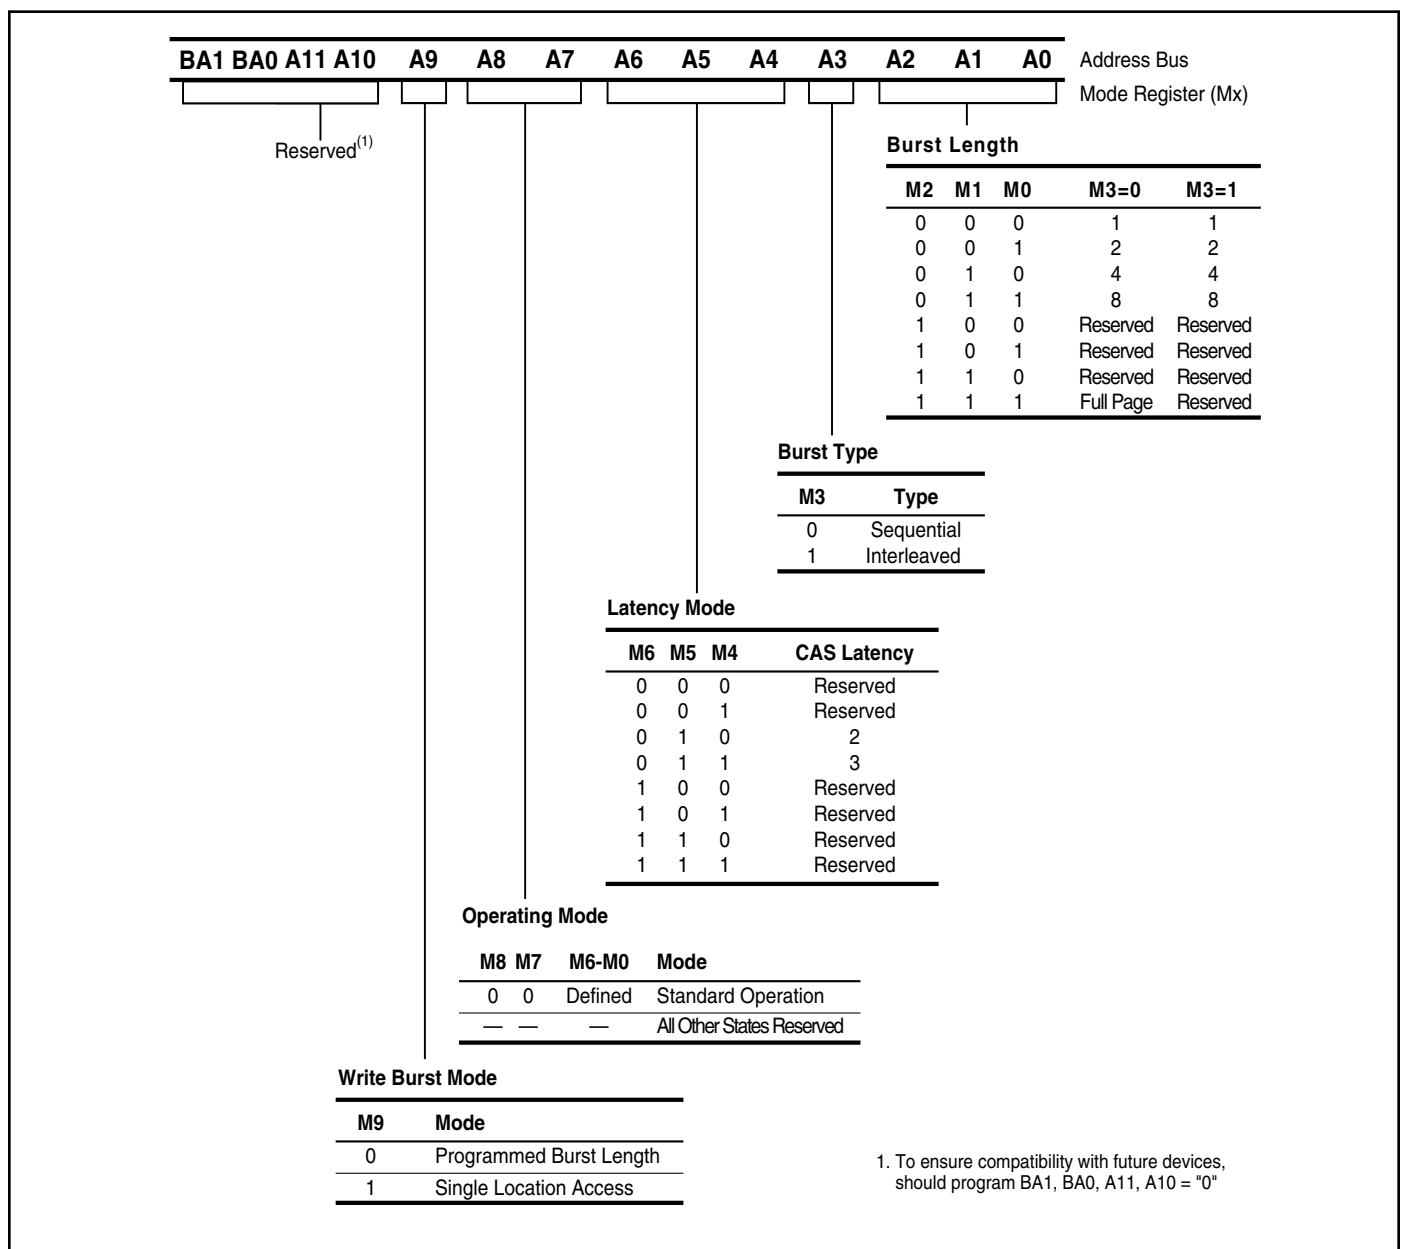 BA1 BA0 A11 A10 A9 A8 A7 A6 A5 A4 A3 A2 A1 A0 Address Bus
Mode Register (Mx)
Reserved(1)
Burst Length
M2 M1 M0 M3=0 M3=1
0 0 0 1 1
0 0 1 2 2
0 1 0 4 4
0 1 1 8 8
1 0 0 Reserved Reserved
1 0 1 Reserved Reserved
1 1 0 Reserved Reserved
1 1 1 Full Page Reserved
Burst Type
M3 Type
0 Sequential
1 Interleaved
Latency Mode
M6 M5 M4 CAS Latency
0 0 0 Reserved
0 0 1 Reserved
0 1 0 2
0 1 1 3
1 0 0 Reserved
1 0 1 Reserved
1 1 0 Reserved
1 1 1 Reserved
Operating Mode
M8 M7 M6-M0 Mode
0 0 Defined Standard Operation
— — — All Other States Reserved
Write Burst Mode
M9 Mode
0 Programmed Burst Length
1 Single Location Access
1. To ensure compatibility with future devices,
should program BA1, BA0, A11, A10 = "0"